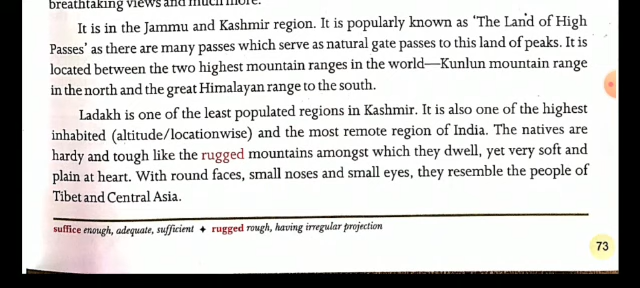 breathtaking views and much more.
It is in the Jammu and Kashmir region. It is popularly known as 'The Land of High
Passes' as there are many passes which serve as natural gate passes to this land of peaks. It is
located between the two highest mountain ranges in the world—Kunlun mountain range
in the north and the great Himalayan range to the south.
Ladakh is one of the least populated regions in Kashmir. It is also one of the highest
inhabited (altitude/locationwise) and the most remote region of India. The natives are
hardy and tough like the rugged mountains amongst which they dwell, yet very soft and
plain at heart. With round faces, small noses and small eyes, they resemble the people of
Tibet and Central Asia.
suffice enough, adequate, sufficient ✦ rugged rough, having irregular projection
73